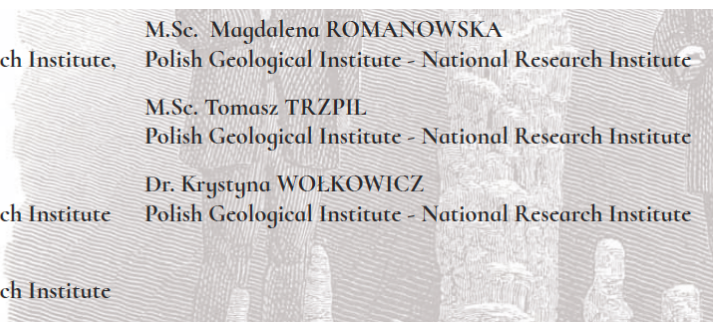 M.Sc. Magdalena ROMANOWSKA
ch Institute, Polish Geological Institute - National Research Institute
M.Sc. Tomasz TRZPIL
Polish Geological Institute - National Research Institute
Dr. Krystyna WOŁKOWICZ
ch Institute Polish Geological Institute - National Research Institute
ch Institute